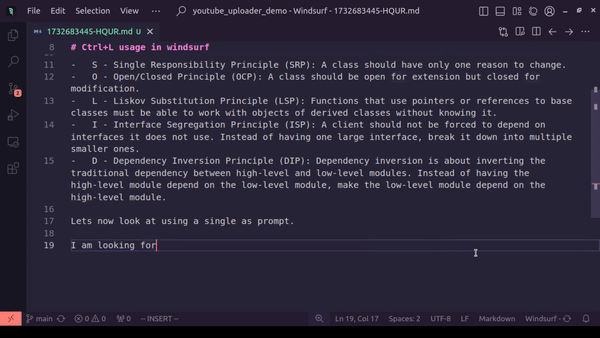 File Edit Selection View ··· youtube_uploader_demo - Windsurf - 1732683445-HQUR.md
1732683445-HQUR.md U
8 # Ctrl+L usage in windsurf
11 - S - Single Responsibility Principle (SRP): A class should have only one reason to change.
12 - O - Open/Closed Principle (OCP): A class should be open for extension but closed for
modification.
13 - L - Liskov Substitution Principle (LSP): Functions that use pointers or references to base
classes must be able to work with objects of derived classes without knowing it.
14 - I - Interface Segregation Principle (ISP): A client should not be forced to depend on
interfaces it does not use. Instead of having one large interface, break it down into multiple
smaller ones.
15 - D - Dependency Inversion Principle (DIP): Dependency inversion is about inverting the
traditional dependency between high-level and low-level modules. Instead of having the
high-level module depend on the low-level module, make the low-level module depend on the
high-level module.
16
17 Lets now look at using a single as prompt.
18
19 I am looking for
2
main 0 0 0 -- INSERT -- Ln 19, Col 17 Spaces: 2 UTF-8 LF Markdown Windsurf -